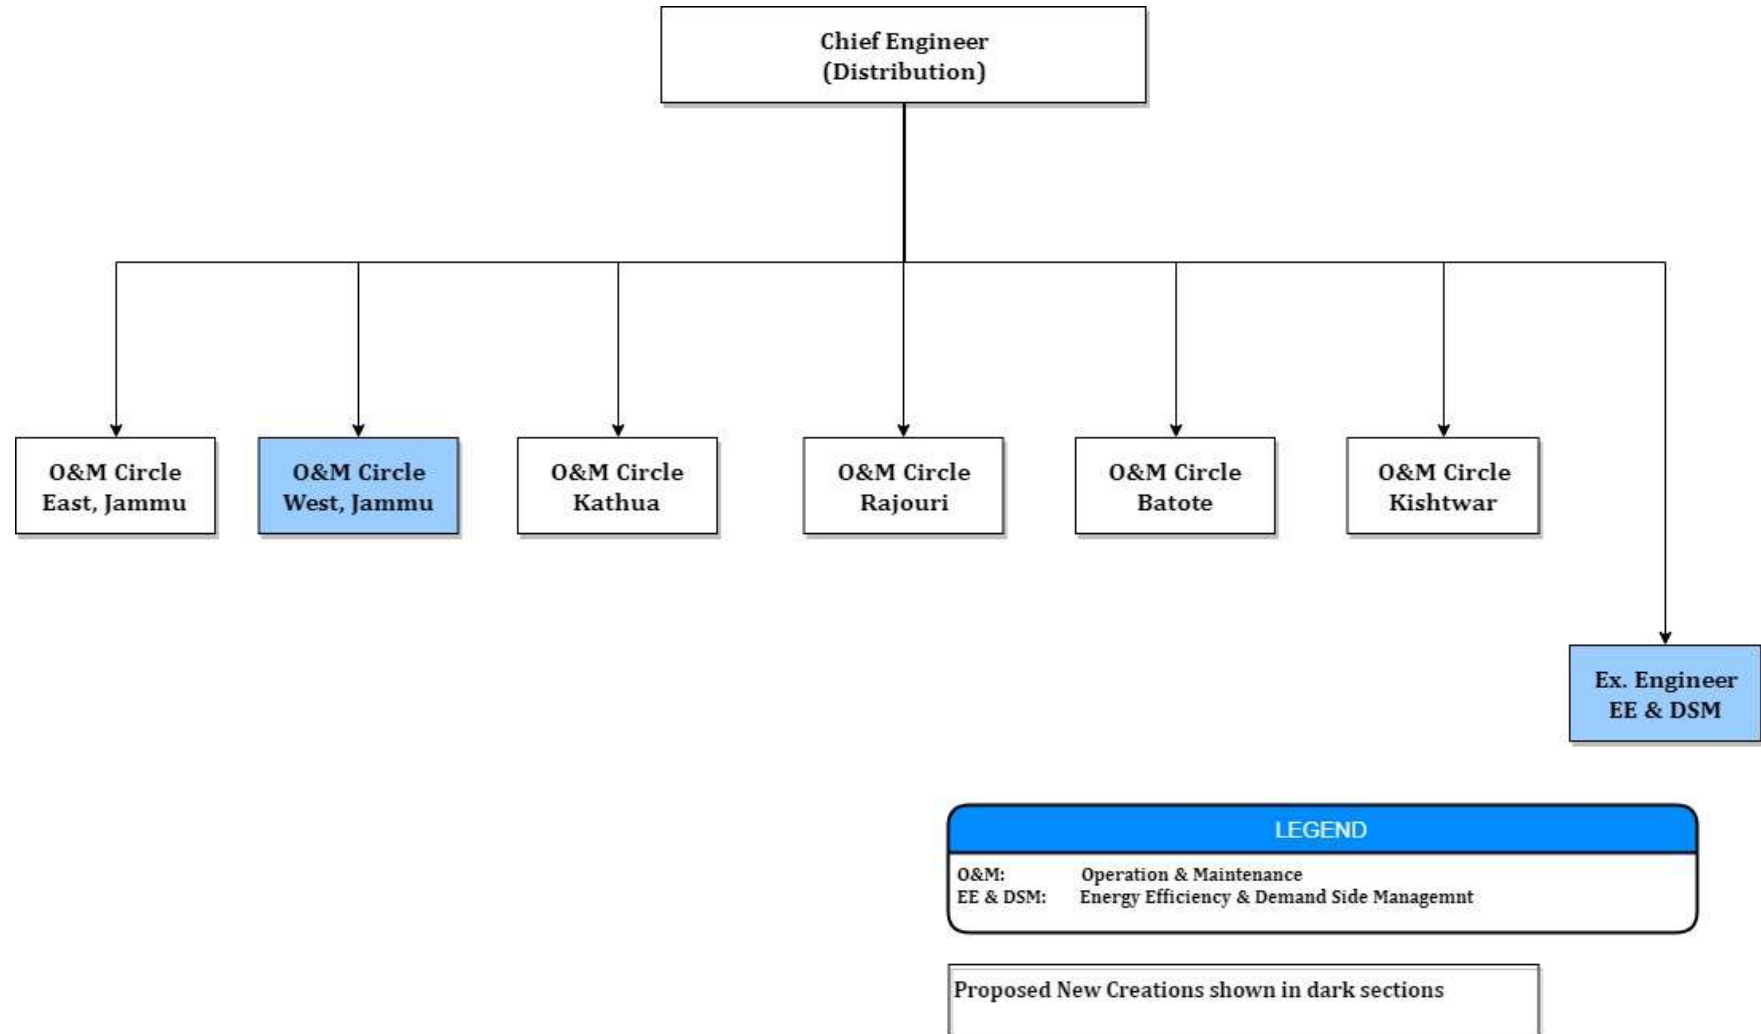 Chief Engineer
(Distribution)
O&M Circle
East, Jammu
O&M Circle
West, Jammu
O&M Circle
Kathua
O&M Circle
Rajouri
O&M Circle
Batote
O&M Circle
Kishtwar
Ex. Engineer
EE & DSM
LEGEND
O&M: Operation & Maintenance
EE & DSM: Energy Efficiency & Demand Side Managemnt
Proposed New Creations shown in dark sections